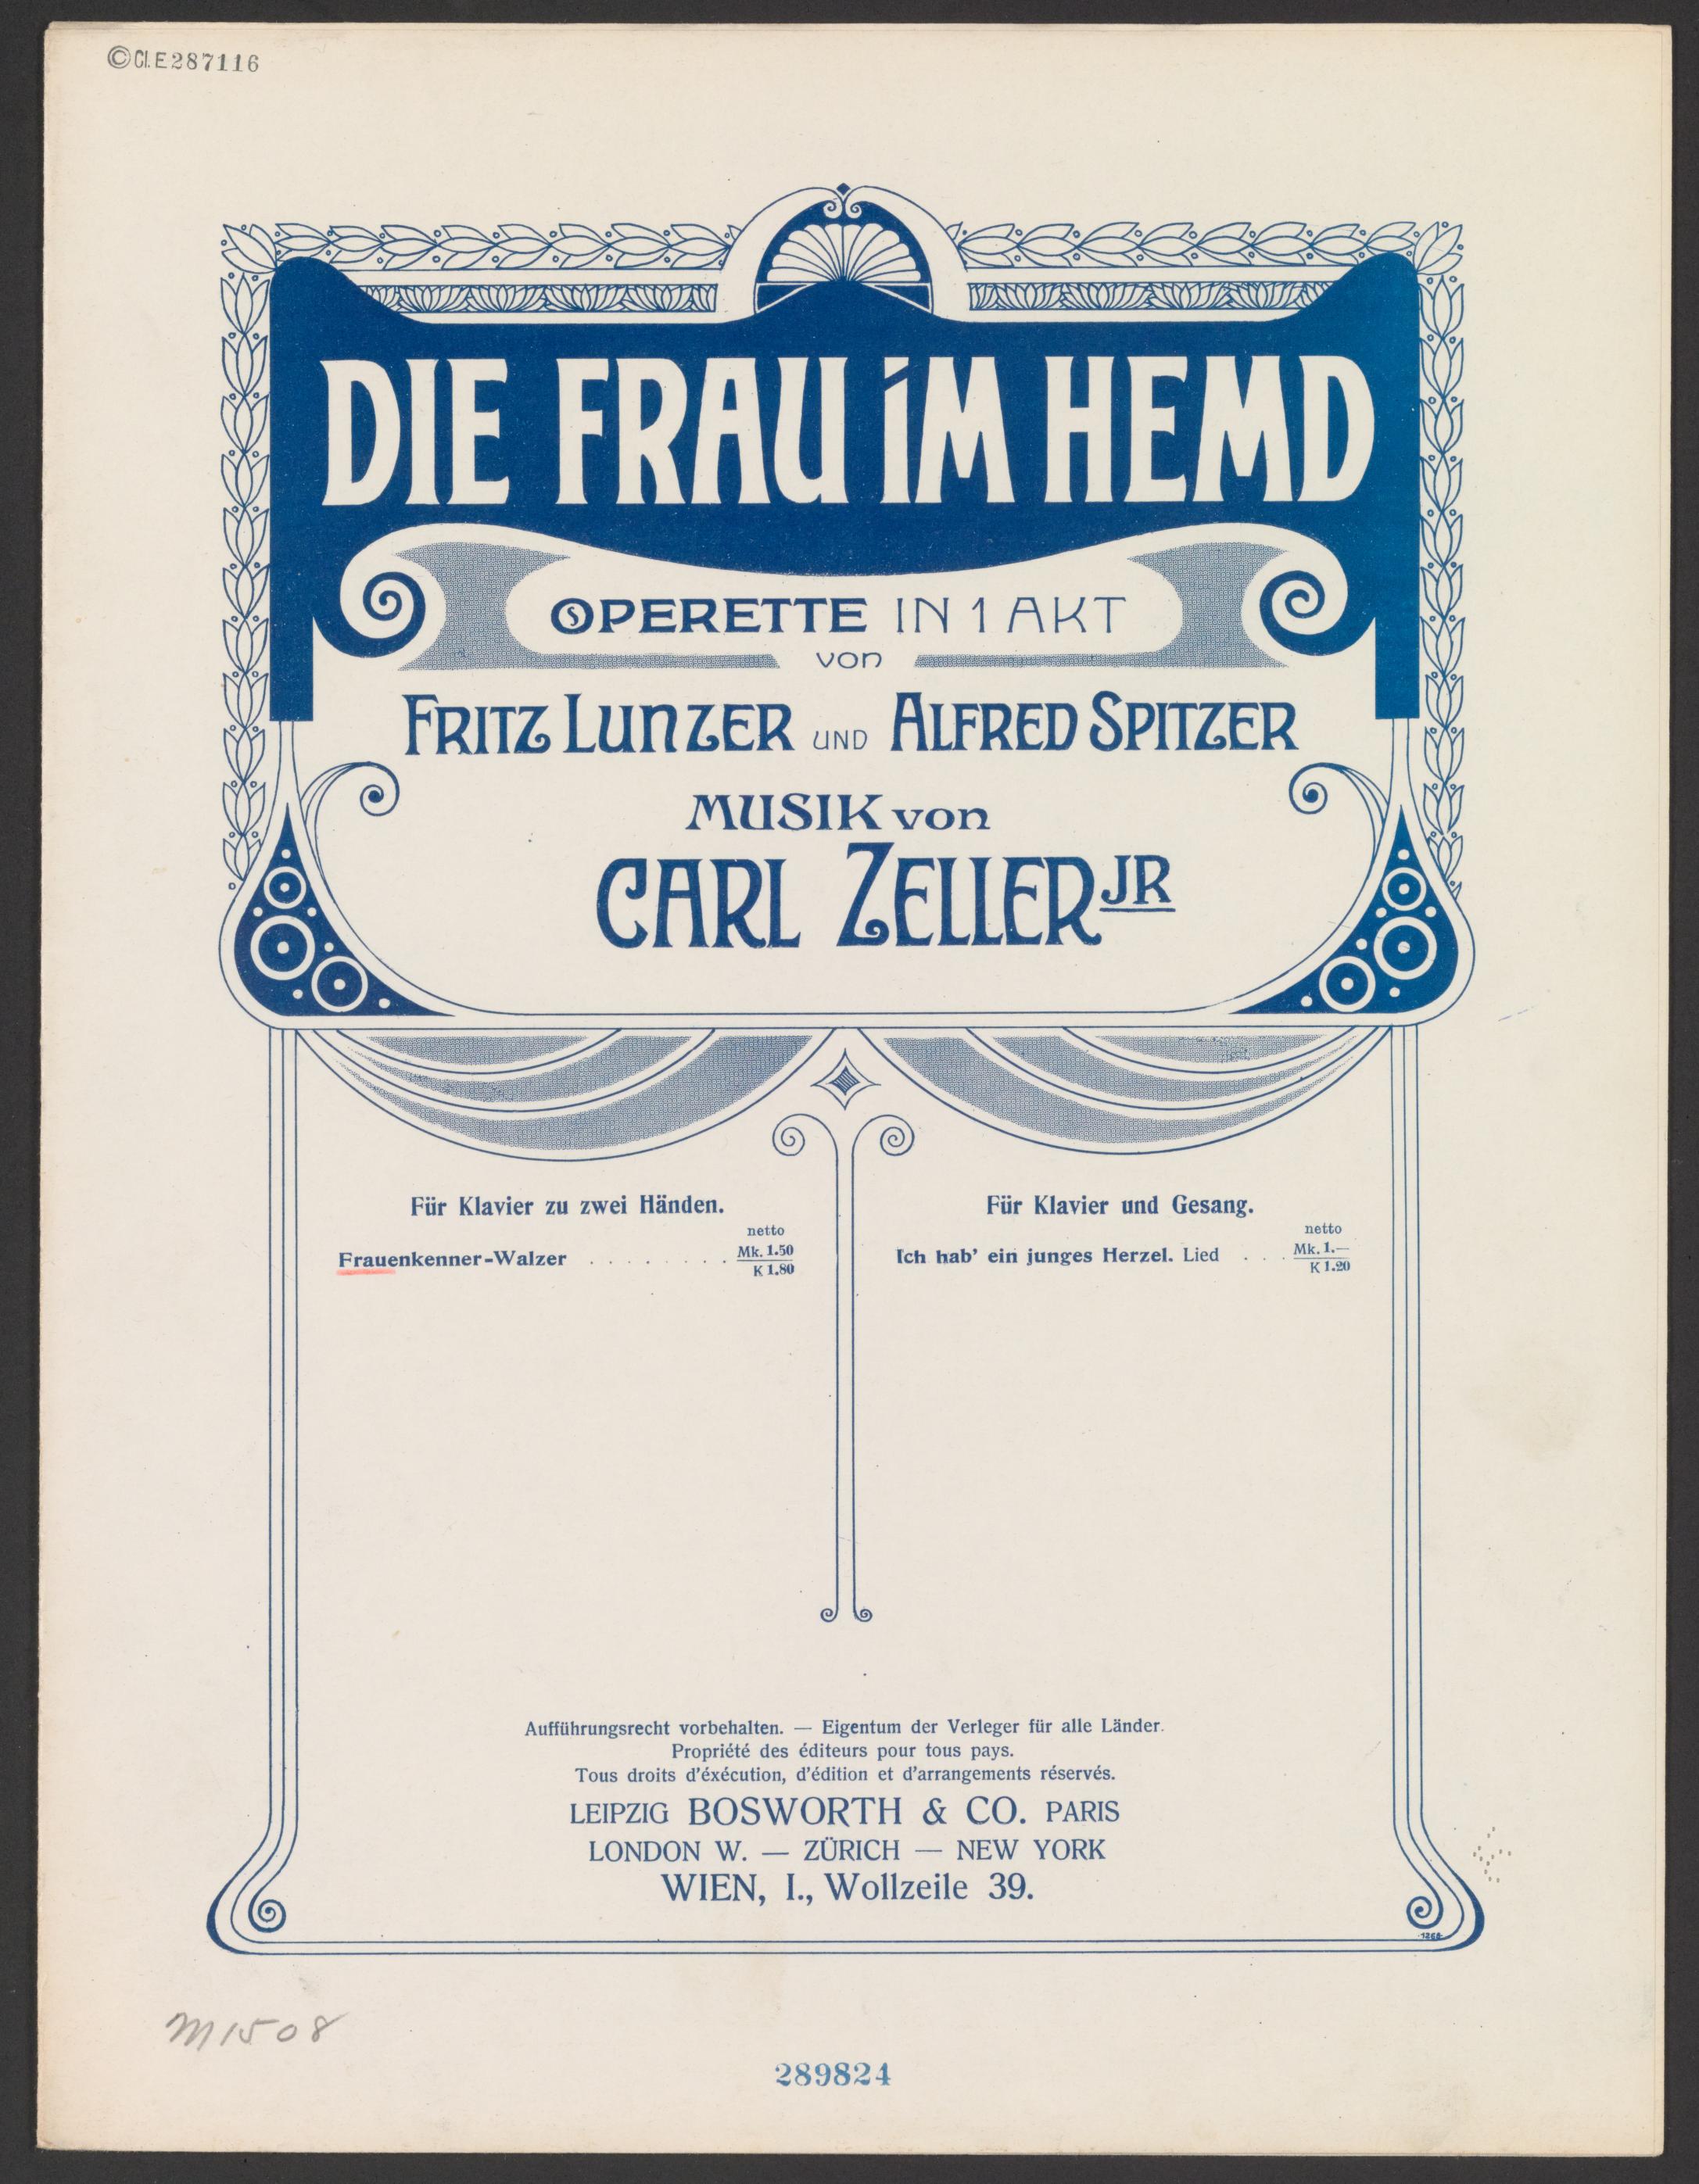 © Cl. E 287116
DIE FRAU iM HEMD
OPERETTE IN 1 AKT
von
FRITZ LUNZER UND ALFRED SPITZER
MUSIK von
CARL ZELLER JR
Für Klavier zu zwei Händen.
netto
Frauenkenner-Walzer . . . . . . . . Mk. 1.50
K 1.80
Für Klavier und Gesang.
netto
Ich hab' ein junges Herzel. Lied . . . Mk. 1.—
K 1.20
Aufführungsrecht vorbehalten. — Eigentum der Verleger für alle Länder.
Propriété des éditeurs pour tous pays.
Tous droits d'éxécution, d'édition et d'arrangements réservés.
LEIPZIG BOSWORTH & CO. PARIS
LONDON W. — ZÜRICH — NEW YORK
WIEN, I., Wollzeile 39.
M1508
289824